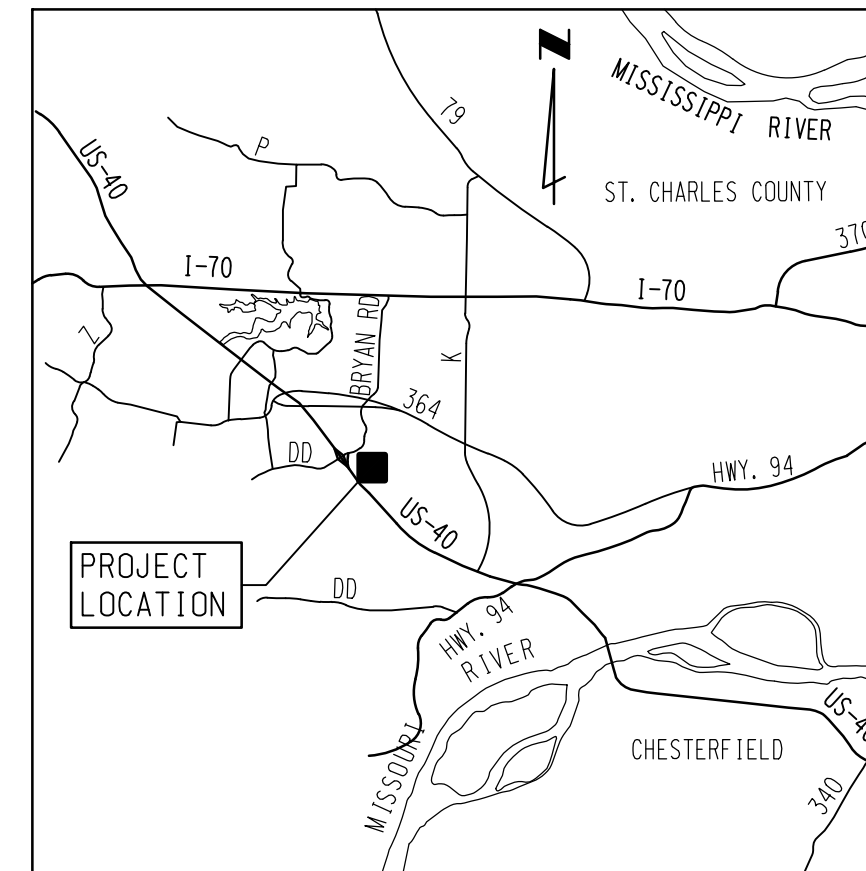 N
79
MISSISSIPPI RIVER
US-40
P
ST. CHARLES COUNTY
370
I-70
I-70
Z
BRYAN RD
K
364
DD
HWY. 94
US-40
PROJECT
LOCATION
DD
HWY. 94
MISSOURI RIVER
US-40
CHESTERFIELD
340